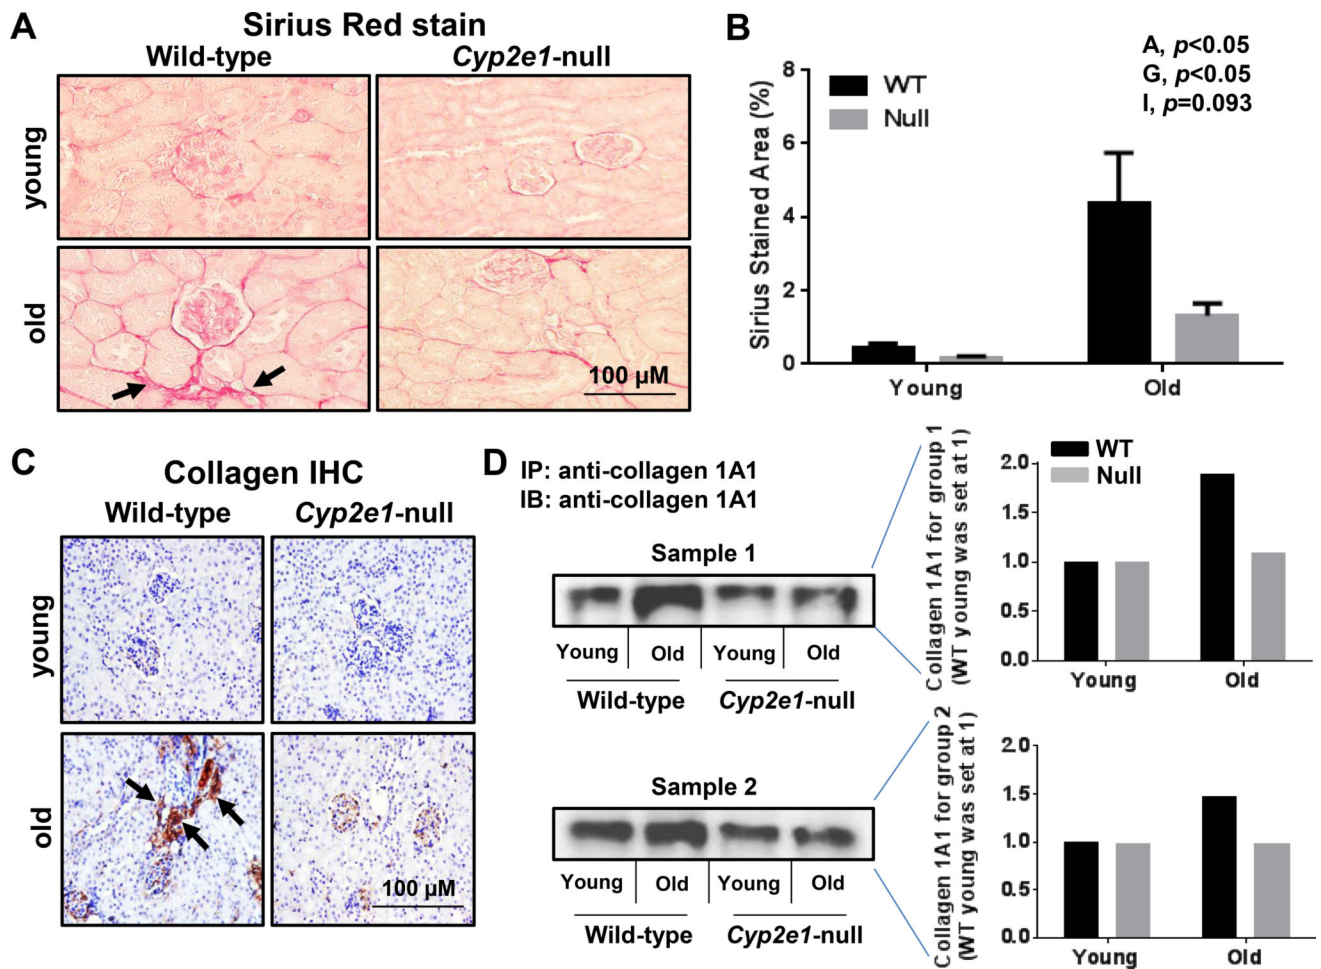 A
Sirius Red stain
Wild-type
Cyp2e1-null
young
old
100 µM
B
A, p<0.05
G, p<0.05
I, p=0.093
WT
Null
Sirius Stained Area (%)
8
6
4
2
0
Young
Old
C
Collagen IHC
Wild-type
Cyp2e1-null
young
old
100 µM
D
IP: anti-collagen 1A1
IB: anti-collagen 1A1
Sample 1
Young
Old
Young
Old
Wild-type
Cyp2e1-null
Collagen 1A1 for group 1
(WT young was set at 1)
WT
Null
2.0
1.5
1.0
0.5
0.0
Young
Old
Sample 2
Young
Old
Young
Old
Wild-type
Cyp2e1-null
Collagen 1A1 for group 2
(WT young was set at 1)
2.0
1.5
1.0
0.5
0.0
Young
Old